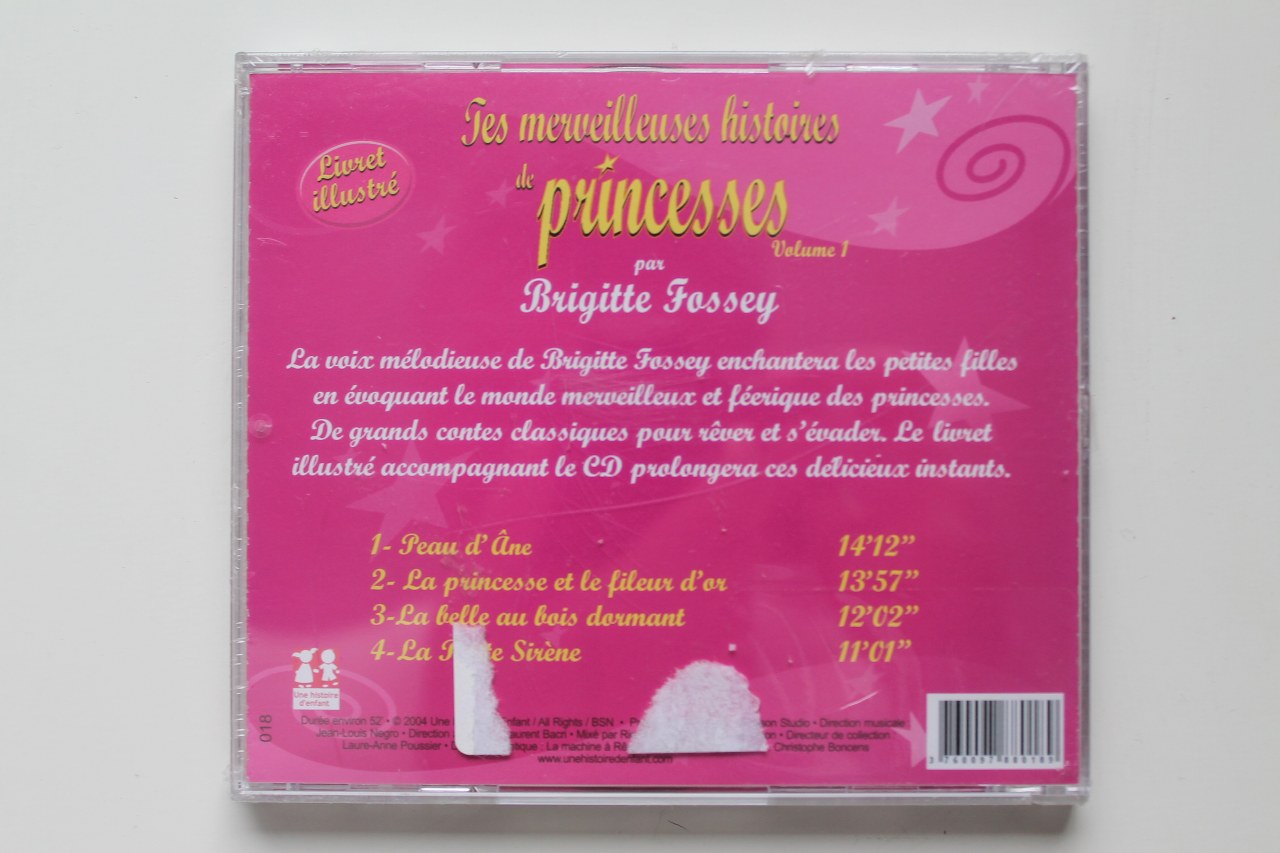 Livret
illustré
Tes merveilleuses histoires
de princesses
Volume 1
par
Brigitte Fossey
La voix mélodieuse de Brigitte Fossey enchantera les petites filles
en évoquant le monde merveilleux et féerique des princesses.
De grands contes classiques pour rêver et s'évader. Le livret
illustré accompagnant le CD prolongera ces délicieux instants.
1- Peau d'Âne 14'12"
2- La princesse et le fileur d'or 13'57"
3-La belle au bois dormant 12'02"
4-La Sirène 11'01"
Une histoire
d'enfant
018
Durée environ 52' • © 2004 Une Enfant / All Rights / BSN • Studio • Direction musicale
Jean-Louis Negro • Direction Laurent Bacri • Mixé par • Directeur de collection
Laure-Anne Poussier • : La machine à Christophe Boncens
www.unehistoiredenfant.com
3 760097 880189